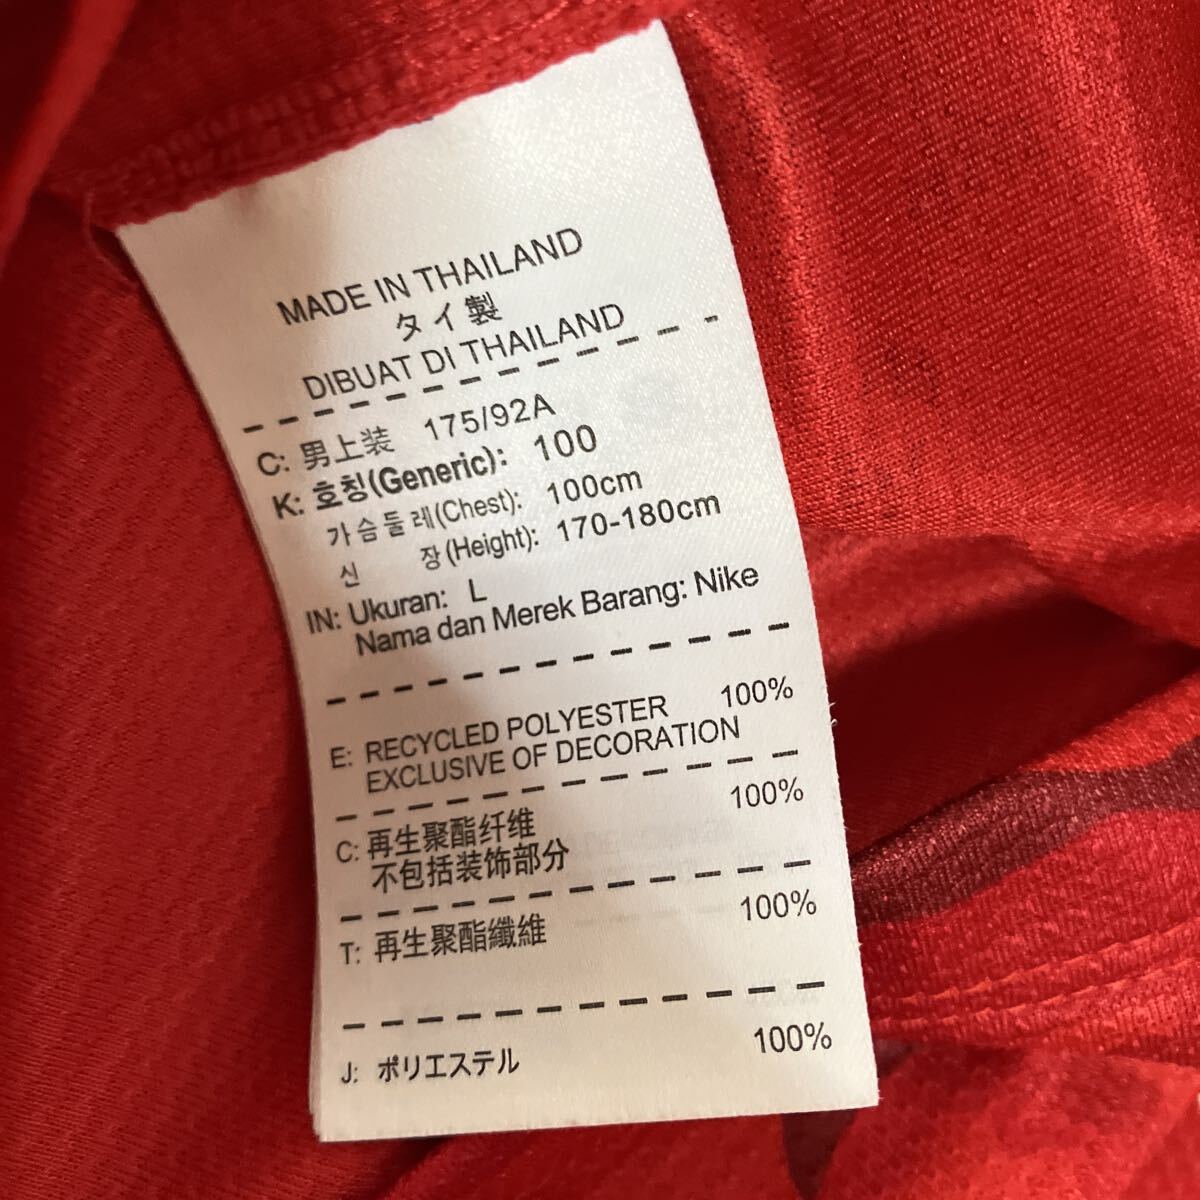 MADE IN THAILAND
タイ製
DIBUAT DI THAILAND
C: 男上装 175/92A
K: 호칭(Generic): 100
가슴둘레(Chest): 100cm
신 장(Height): 170-180cm
IN: Ukuran: L
Nama dan Merek Barang: Nike
E: RECYCLED POLYESTER 100%
EXCLUSIVE OF DECORATION
C: 再生聚酯纤维 100%
不包括装饰部分
T: 再生聚酯纖維 100%
J: ポリエステル 100%